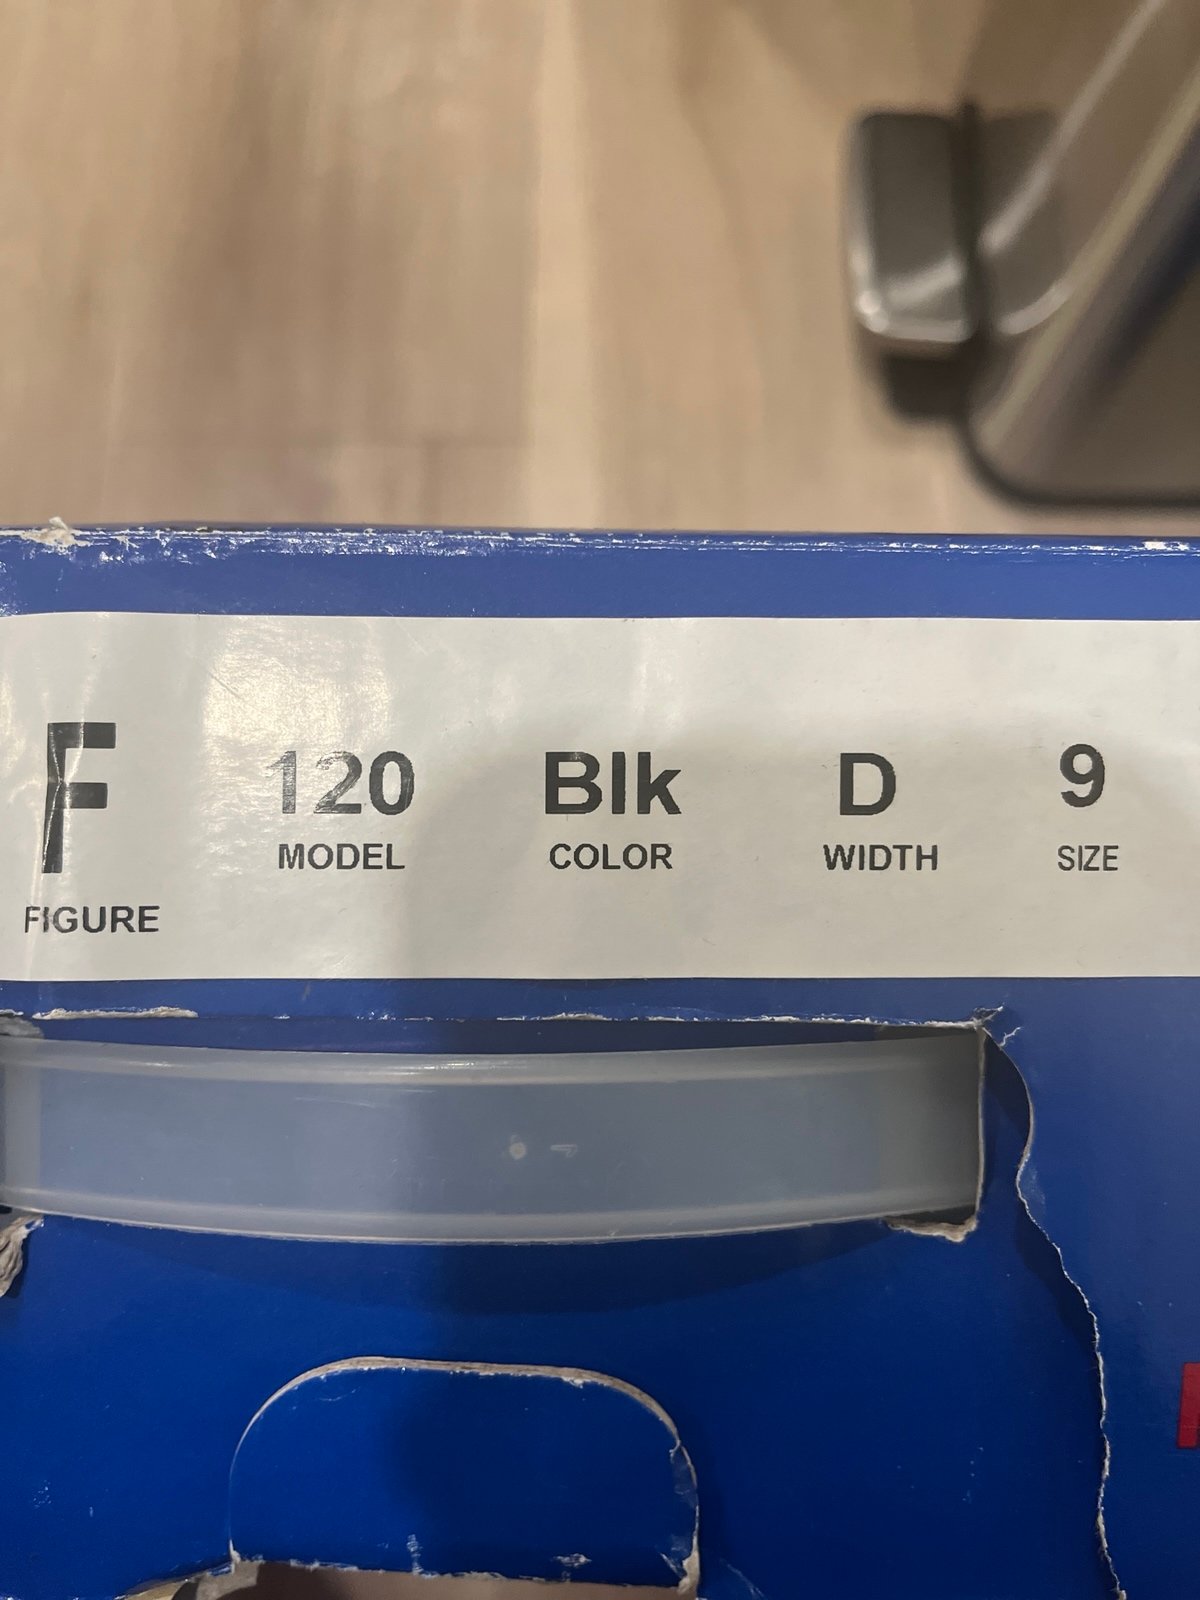 F 120 Blk D 9
FIGURE MODEL COLOR WIDTH SIZE